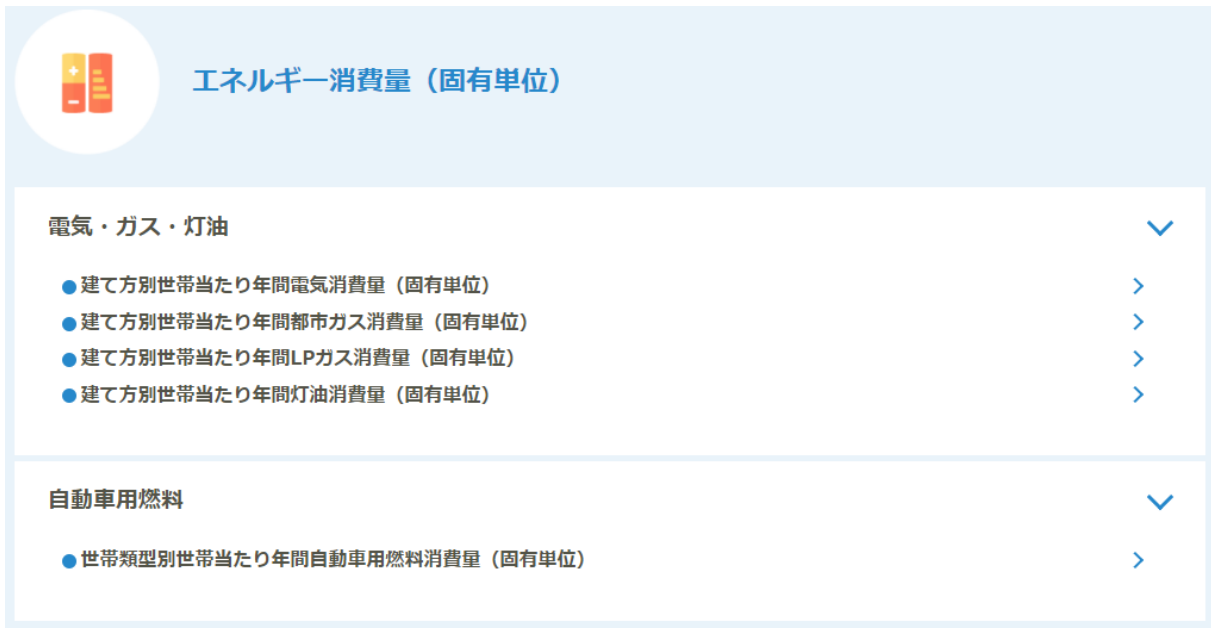 エネルギー消費量（固有単位）
電気・ガス・灯油
●建て方別世帯当たり年間電気消費量（固有単位）
●建て方別世帯当たり年間都市ガス消費量（固有単位）
●建て方別世帯当たり年間LPガス消費量（固有単位）
●建て方別世帯当たり年間灯油消費量（固有単位）
自動車用燃料
●世帯類型別世帯当たり年間自動車用燃料消費量（固有単位）